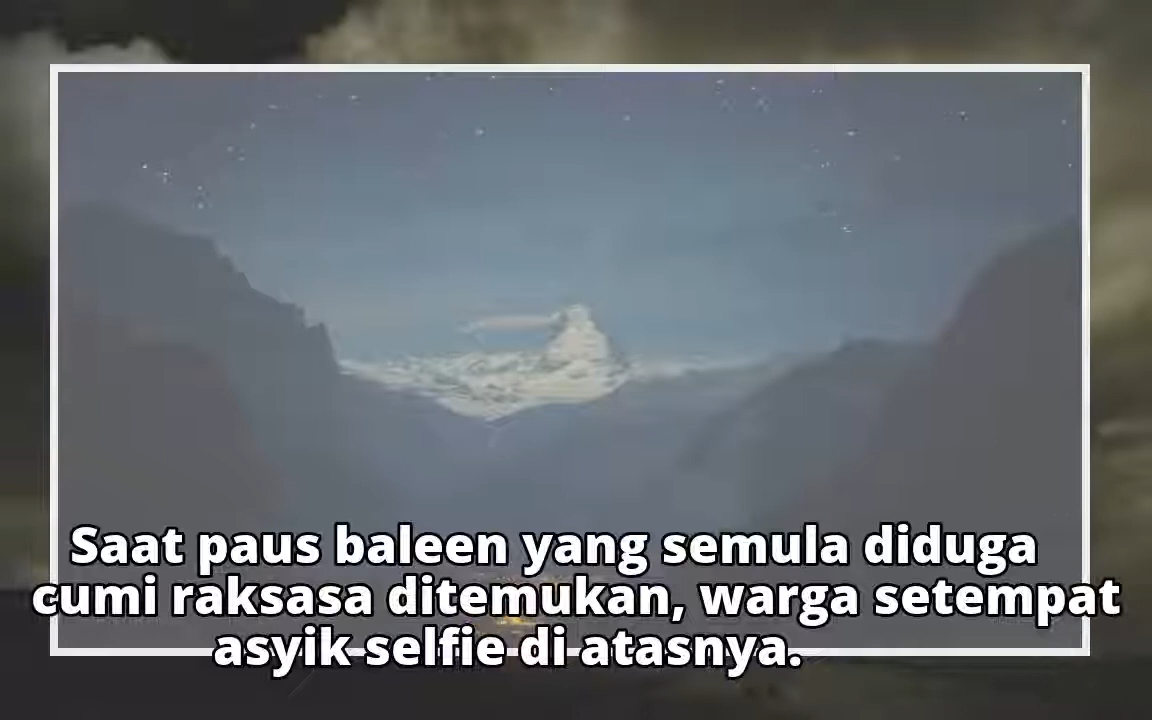 Saat paus baleen yang semula diduga
cumi raksasa ditemukan, warga setempat
asyik selfie di atasnya.